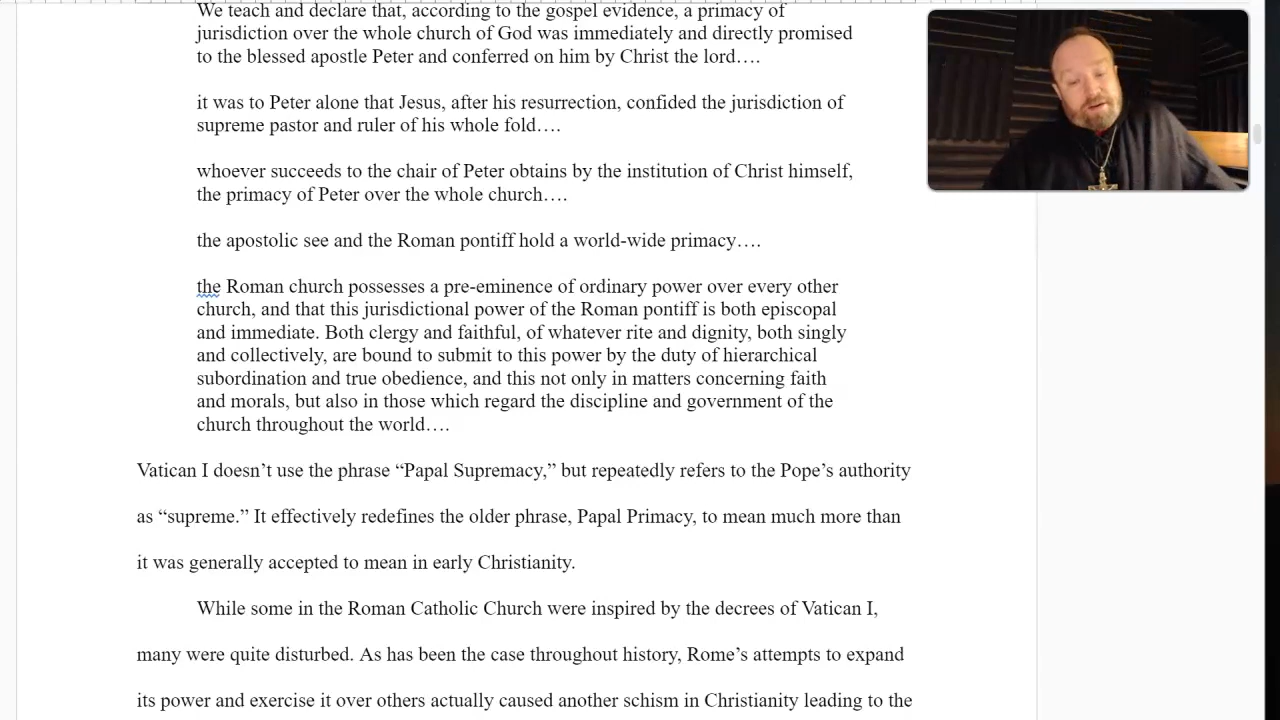 We teach and declare that, according to the gospel evidence, a primacy of
jurisdiction over the whole church of God was immediately and directly promised
to the blessed apostle Peter and conferred on him by Christ the lord….
it was to Peter alone that Jesus, after his resurrection, confided the jurisdiction of
supreme pastor and ruler of his whole fold….
whoever succeeds to the chair of Peter obtains by the institution of Christ himself,
the primacy of Peter over the whole church….
the apostolic see and the Roman pontiff hold a world-wide primacy….
the Roman church possesses a pre-eminence of ordinary power over every other
church, and that this jurisdictional power of the Roman pontiff is both episcopal
and immediate. Both clergy and faithful, of whatever rite and dignity, both singly
and collectively, are bound to submit to this power by the duty of hierarchical
subordination and true obedience, and this not only in matters concerning faith
and morals, but also in those which regard the discipline and government of the
church throughout the world….
Vatican I doesn’t use the phrase “Papal Supremacy,” but repeatedly refers to the Pope’s authority
as “supreme.” It effectively redefines the older phrase, Papal Primacy, to mean much more than
it was generally accepted to mean in early Christianity.
While some in the Roman Catholic Church were inspired by the decrees of Vatican I,
many were quite disturbed. As has been the case throughout history, Rome’s attempts to expand
its power and exercise it over others actually caused another schism in Christianity leading to the